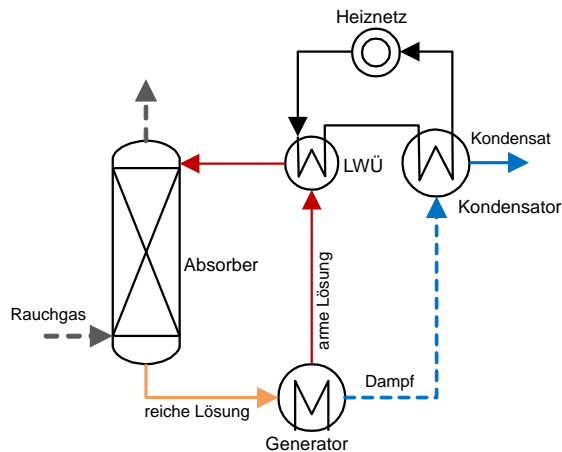 Heiznetz
Kondensat
LWÜ
Kondensator
Absorber
Rauchgas
arme Lösung
Dampf
reiche Lösung
Generator